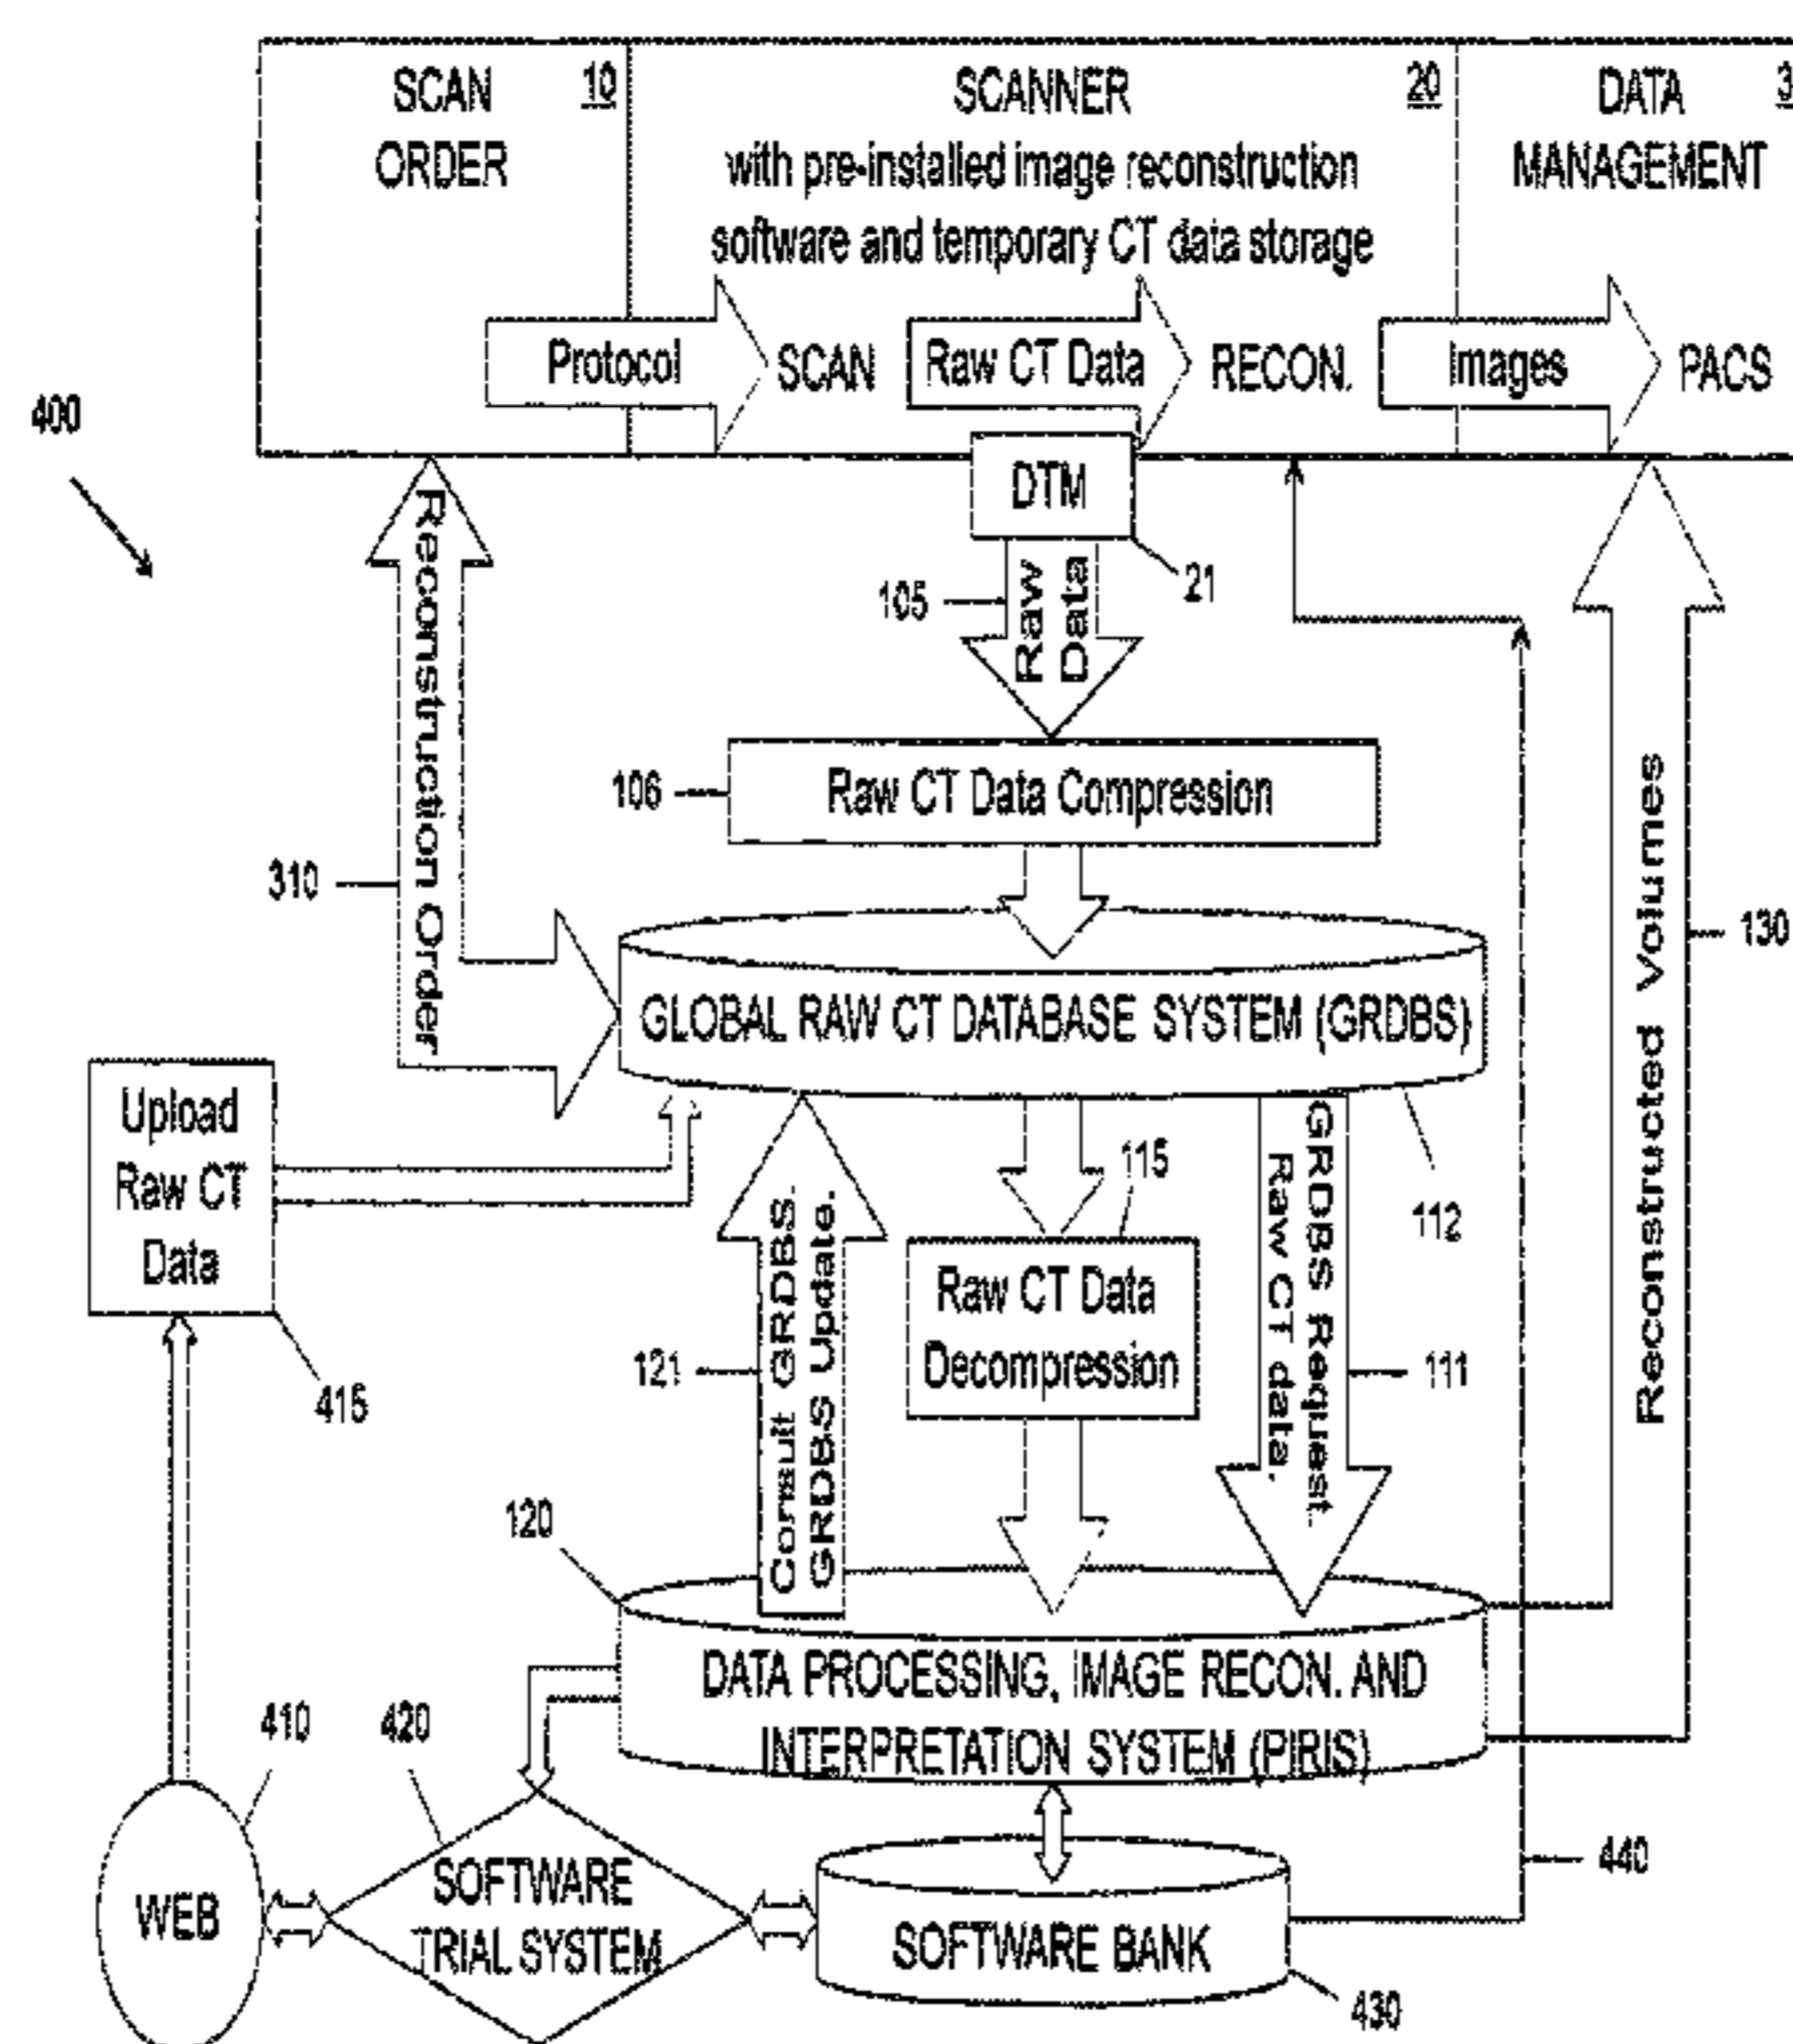 SCAN
ORDER
10
SCANNER
20
with pre-installed image reconstruction
software and temporary CT data storage
DATA
MANAGEMENT
3
Protocol
SCAN
Raw CT Data
RECON.
Images
PACS
400
DTM
21
105
Raw
Data
Reconstruction Order
310
106
Raw CT Data Compression
GLOBAL RAW CT DATABASE SYSTEM (GRDBS)
112
130
Reconstructed Volumes
Upload
Raw CT
Data
415
115
Raw CT Data
Decompression
121
Consult GRDBS.
GRDBS Update.
GRDBS Request.
Raw CT data.
111
120
DATA PROCESSING, IMAGE RECON. AND
INTERPRETATION SYSTEM (PIRIS)
410
420
WEB
SOFTWARE
TRIAL SYSTEM
SOFTWARE BANK
430
440